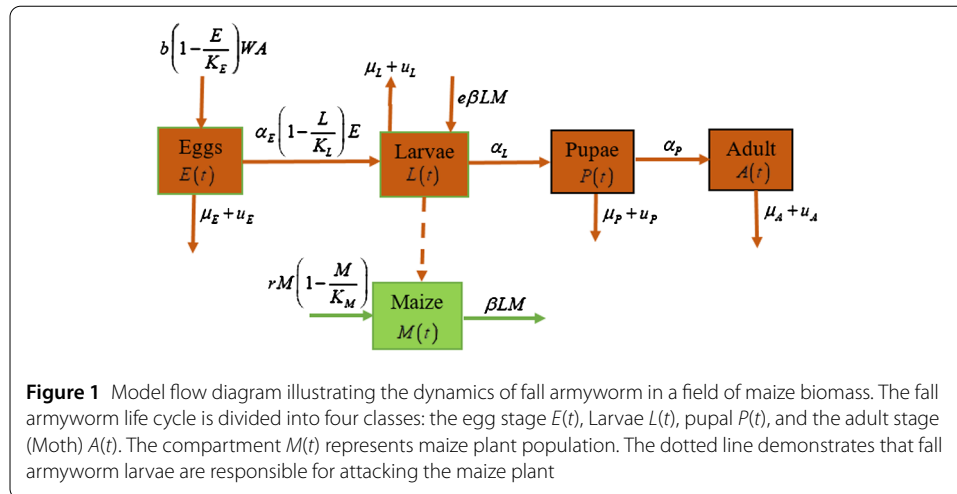 b(1-E/K_E)WA
μ_L+u_L
eβLM
α_E(1-L/K_L)E
Eggs
E(t)
Larvae
L(t)
α_L
Pupae
P(t)
α_P
Adult
A(t)
μ_E+u_E
μ_P+u_P
μ_A+u_A
rM(1-M/K_M)
Maize
M(t)
βLM
Figure 1 Model flow diagram illustrating the dynamics of fall armyworm in a field of maize biomass. The fall
armyworm life cycle is divided into four classes: the egg stage E(t), Larvae L(t), pupal P(t), and the adult stage
(Moth) A(t). The compartment M(t) represents maize plant population. The dotted line demonstrates that fall
armyworm larvae are responsible for attacking the maize plant